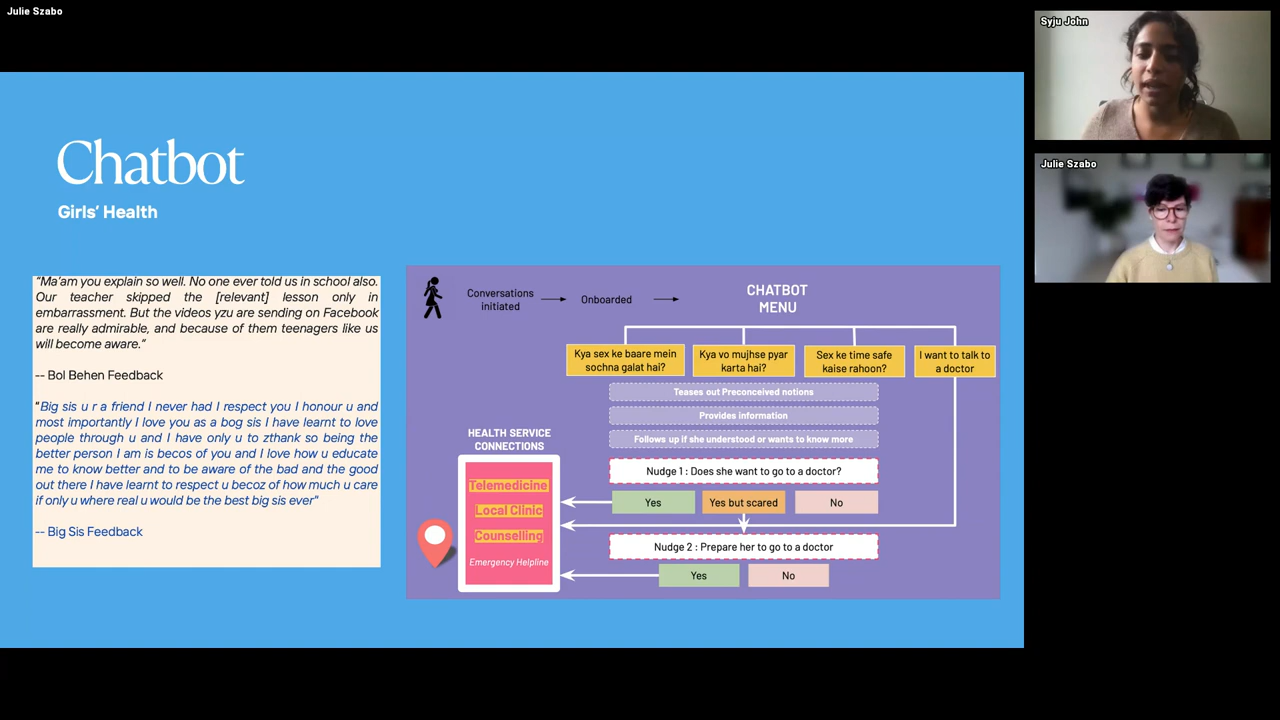 Julie Szabo
Syju John
Julie Szabo
Chatbot
Girls' Health
"Ma'am you explain so well. No one ever told us in school also.
Our teacher skipped the [relevant] lesson only in
embarrassment. But the videos yzu are sending on Facebook
are really admirable, and because of them teenagers like us
will become aware."
-- Bol Behen Feedback
"Big sis u r a friend I never had I respect you I honour u and
most importantly I love you as a bog sis I have learnt to love
people through u and I have only u to zthank so being the
better person I am is becos of you and I love how u educate
me to know better and to be aware of the bad and the good
out there I have learnt to respect u becoz of how much u care
if only u where real u would be the best big sis ever"
-- Big Sis Feedback
Conversations
initiated
Onboarded
CHATBOT
MENU
Kya sex ke baare mein
sochna galat hai?
Kya vo mujhse pyar
karta hai?
Sex ke time safe
kaise rahoon?
I want to talk to
a doctor
Teases out Preconceived notions
Provides information
Follows up if she understood or wants to know more
Nudge 1 : Does she want to go to a doctor?
Yes
Yes but scared
No
Nudge 2 : Prepare her to go to a doctor
Yes
No
HEALTH SERVICE
CONNECTIONS
Telemedicine
Local Clinic
Counselling
Emergency Helpline